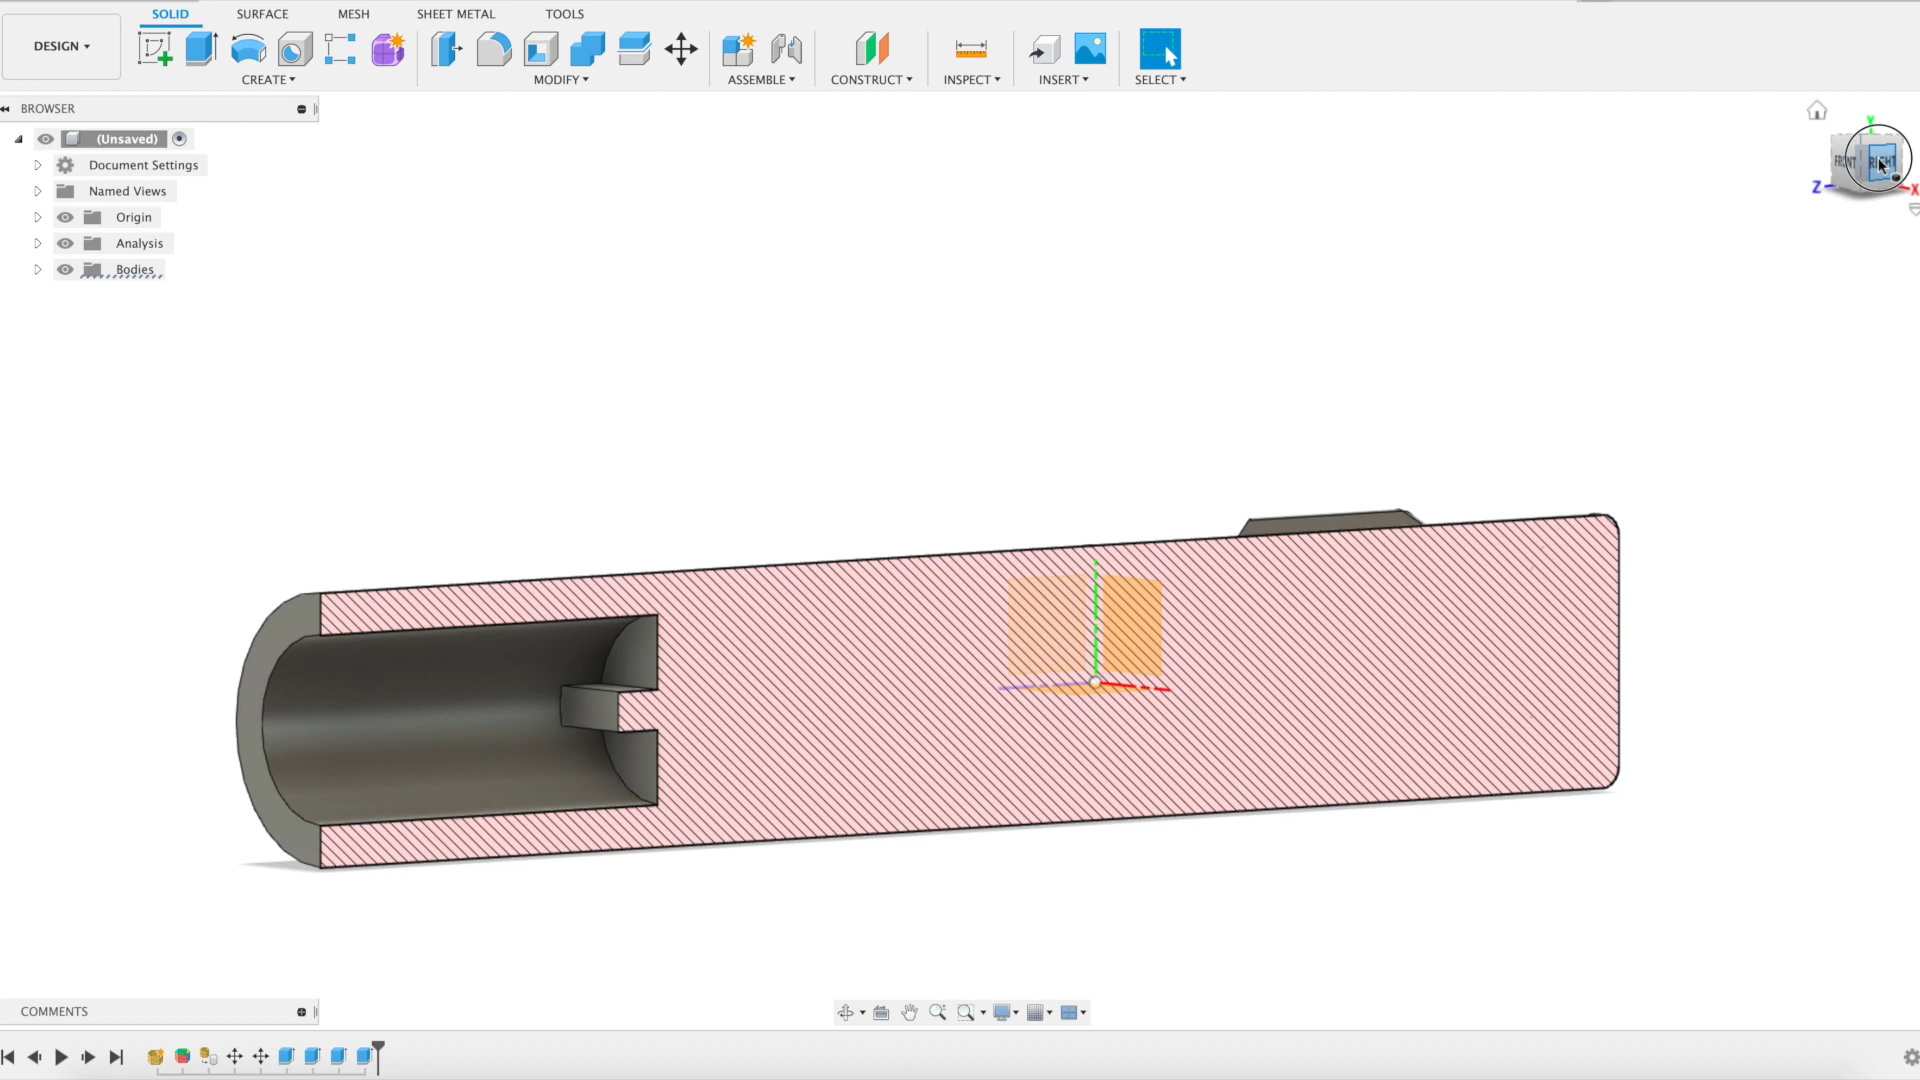 SOLID SURFACE MESH SHEET METAL TOOLS
DESIGN
CREATE MODIFY ASSEMBLE CONSTRUCT INSPECT INSERT SELECT
BROWSER
(Unsaved)
Document Settings
Named Views
Origin
Analysis
Bodies
Y
FRONT RIGHT
Z X
COMMENTS